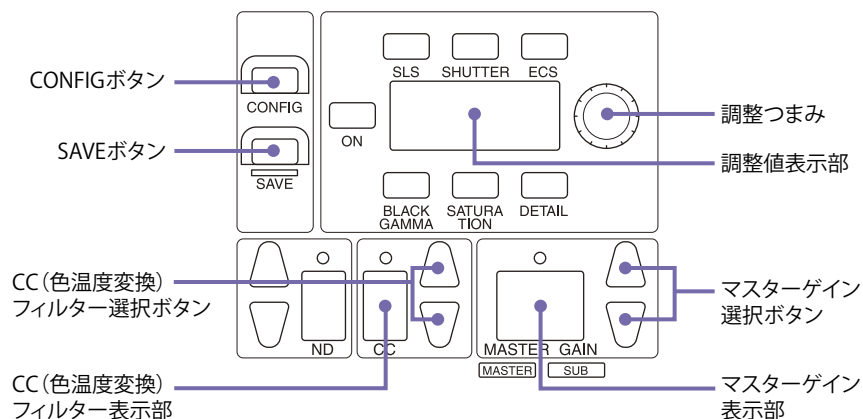 CONFIGボタン
SAVEボタン
CONFIG
SAVE
SLS
SHUTTER
ECS
ON
BLACK
GAMMA
SATURA
TION
DETAIL
調整つまみ
調整値表示部
CC（色温度変換）
フィルター選択ボタン
CC（色温度変換）
フィルター表示部
ND
CC
MASTER GAIN
MASTER
SUB
マスターゲイン
選択ボタン
マスターゲイン
表示部